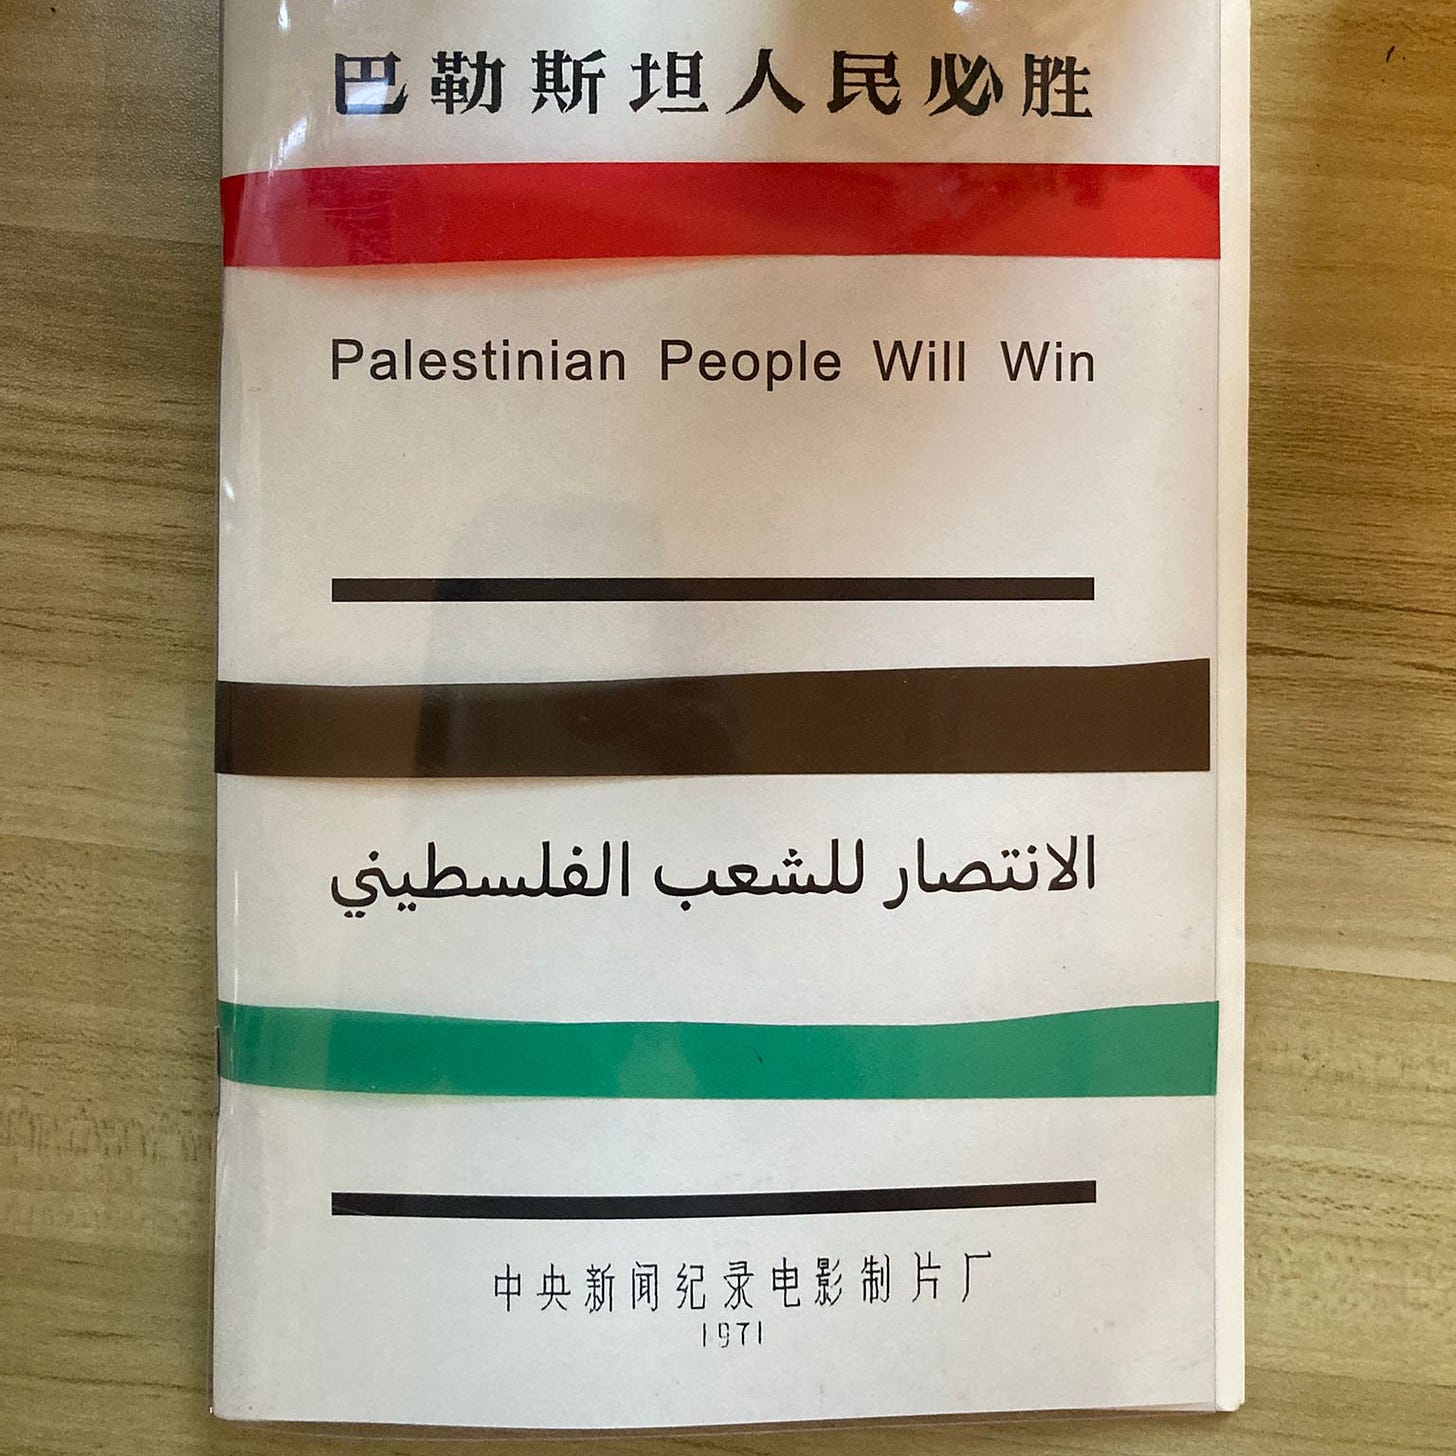 巴勒斯坦人民必胜
Palestinian People Will Win
الانتصار للشعب الفلسطيني
中央新闻纪录电影制片厂
1971